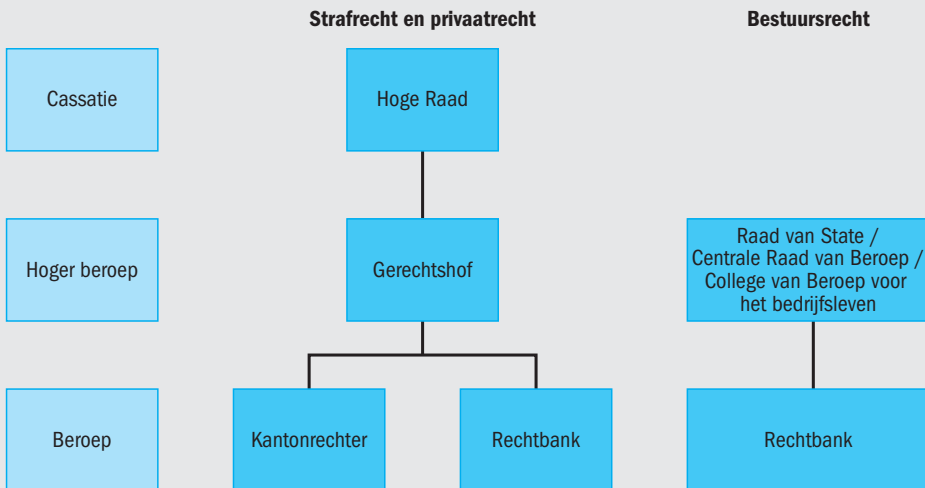 Strafrecht en privaatrecht
Bestuursrecht
Cassatie
Hoge Raad
Hoger beroep
Gerechtshof
Raad van State /
Centrale Raad van Beroep /
College van Beroep voor
het bedrijfsleven
Beroep
Kantonrechter
Rechtbank
Rechtbank